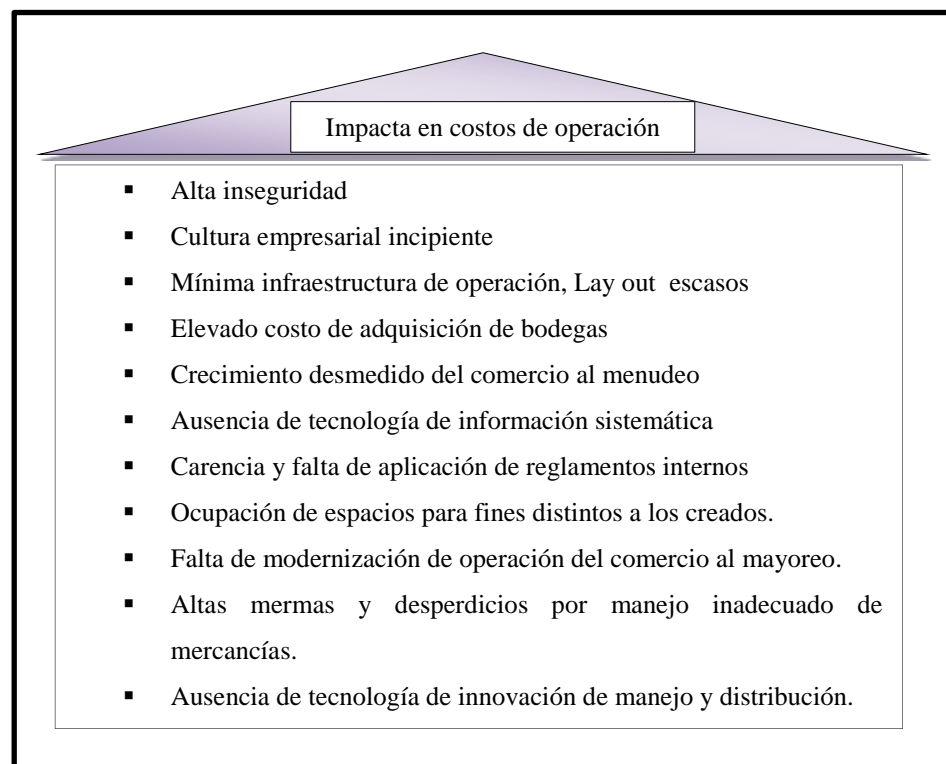 Impacta en costos de operación
▪ Alta inseguridad
▪ Cultura empresarial incipiente
▪ Mínima infraestructura de operación, Lay out  escasos
▪ Elevado costo de adquisición de bodegas
▪ Crecimiento desmedido del comercio al menudeo
▪ Ausencia de tecnología de información sistemática
▪ Carencia y falta de aplicación de reglamentos internos
▪ Ocupación de espacios para fines distintos a los creados.
▪ Falta de modernización de operación del comercio al mayoreo.
▪ Altas mermas y desperdicios por manejo inadecuado de
mercancías.
▪ Ausencia de tecnología de innovación de manejo y distribución.